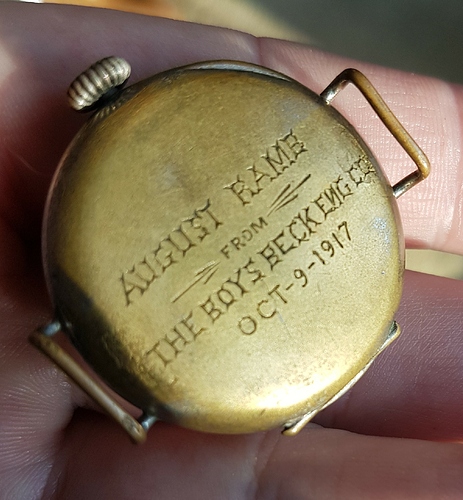 AUGUST RAMB
FROM
THE BOYS BECK ENG CO
OCT-9-1917